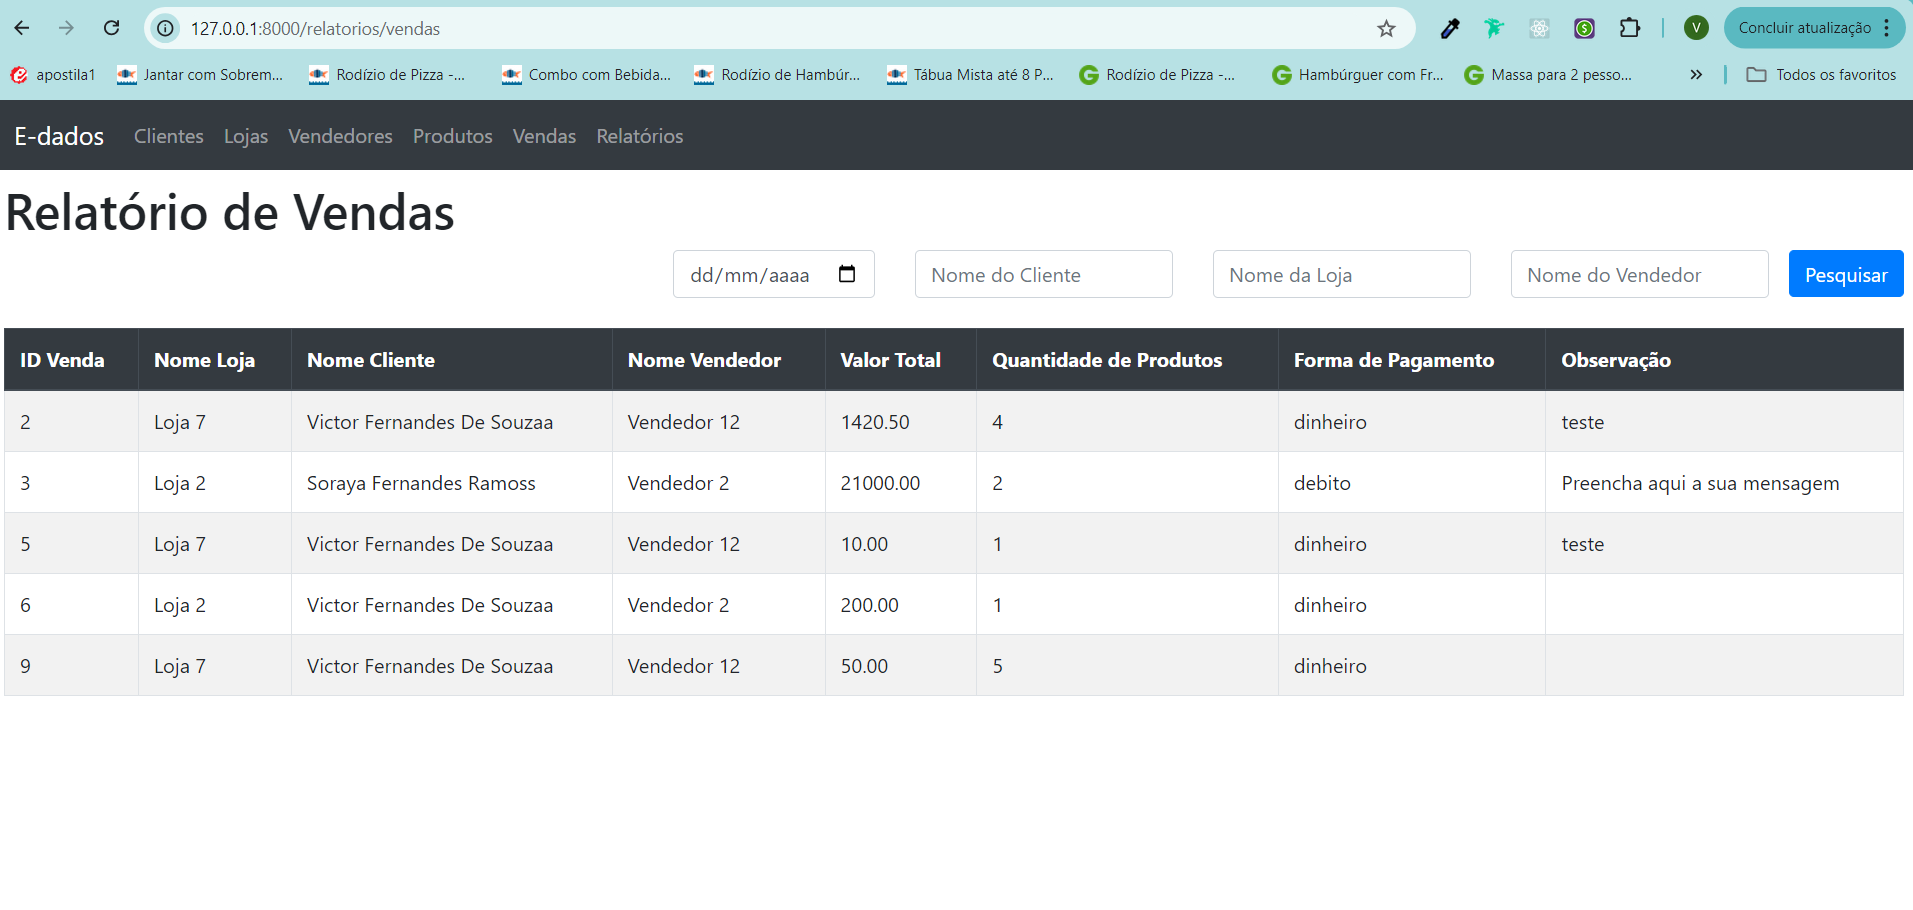 127.0.0.1:8000/relatorios/vendas
V
Concluir atualização
apostila1
Jantar com Sobrem...
Rodízio de Pizza -...
Combo com Bebida...
Rodízio de Hambúr...
Tábua Mista até 8 P...
Rodízio de Pizza -...
Hambúrguer com Fr...
Massa para 2 pesso...
»
Todos os favoritos
E-dados Clientes Lojas Vendedores Produtos Vendas Relatórios
Relatório de Vendas
dd/mm/aaaa Nome do Cliente Nome da Loja Nome do Vendedor Pesquisar
ID Venda Nome Loja Nome Cliente Nome Vendedor Valor Total Quantidade de Produtos Forma de Pagamento Observação
2 Loja 7 Victor Fernandes De Souzaa Vendedor 12 1420.50 4 dinheiro teste
3 Loja 2 Soraya Fernandes Ramoss Vendedor 2 21000.00 2 debito Preencha aqui a sua mensagem
5 Loja 7 Victor Fernandes De Souzaa Vendedor 12 10.00 1 dinheiro teste
6 Loja 2 Victor Fernandes De Souzaa Vendedor 2 200.00 1 dinheiro
9 Loja 7 Victor Fernandes De Souzaa Vendedor 12 50.00 5 dinheiro